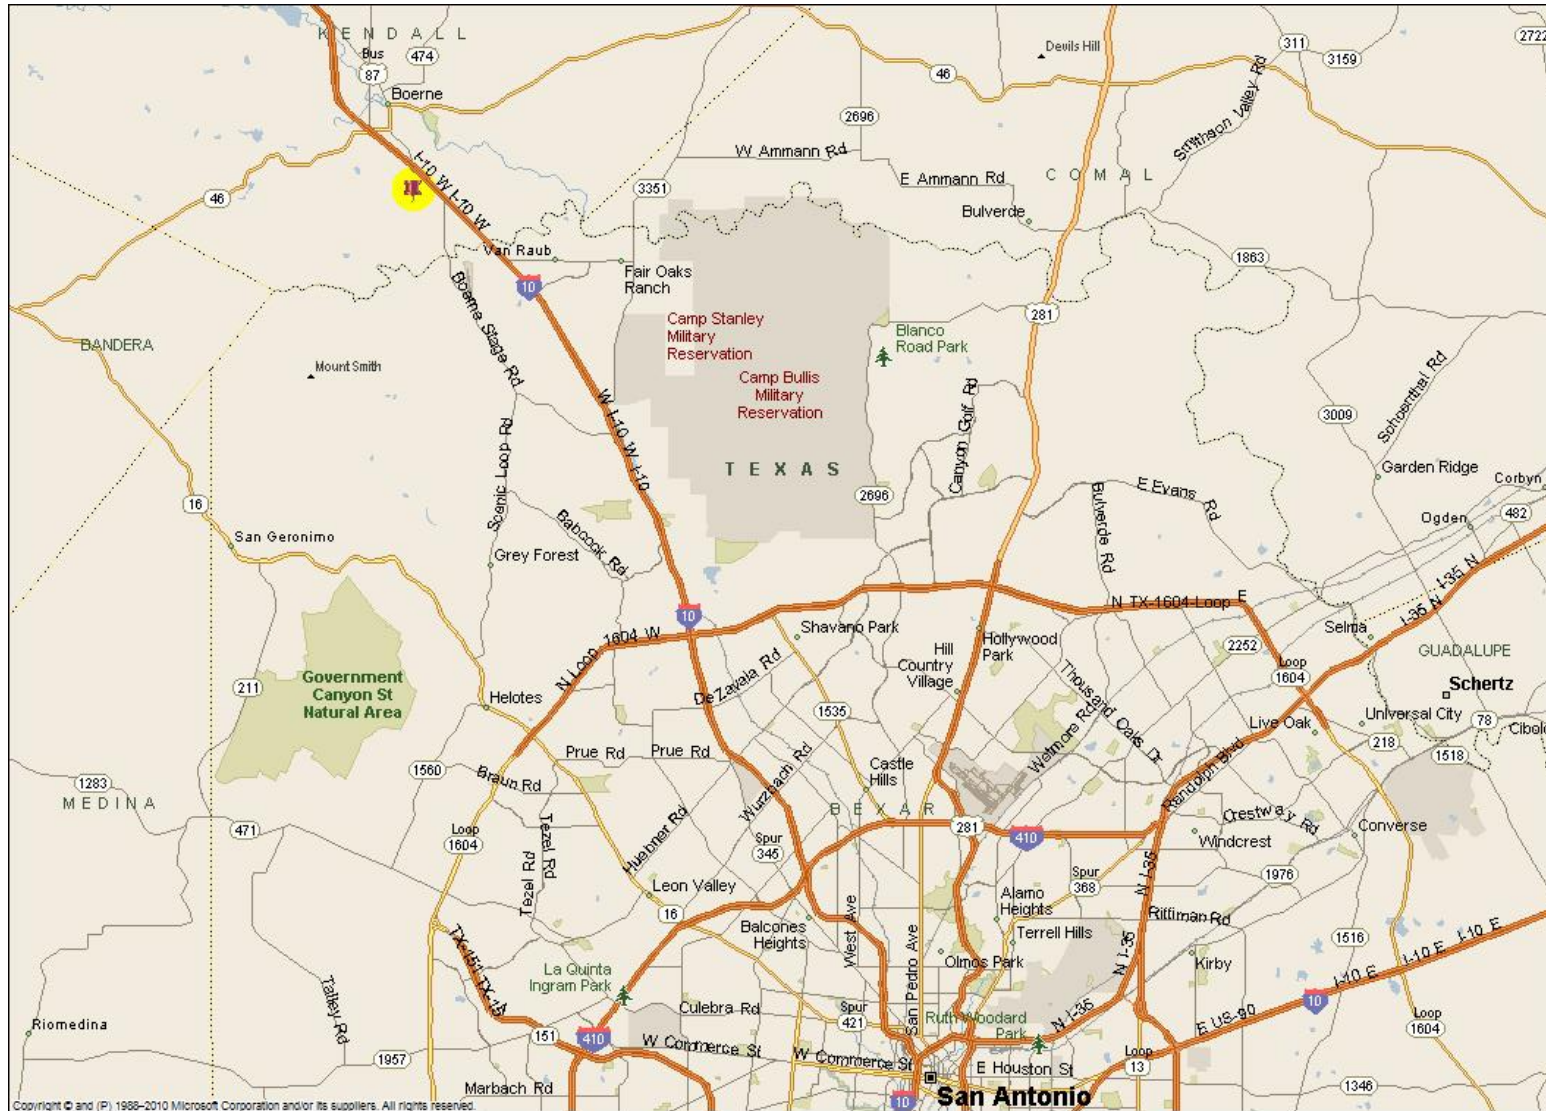 KENDALL
Bus
87
474
Boerne
46
Devils Hill
311
3159
2722
2696
Smithson Valley Rd
W Ammann Rd
I-10 W I-10 W
3351
E Ammann Rd
COMAL
46
Bulverde
Van Raub
Fair Oaks
Ranch
10
1863
Boerne Stage Rd
281
Camp Stanley
Military
Reservation
Blanco
Road Park
BANDERA
Mount Smith
Camp Bullis
Military
Reservation
Canyon Golf Rd
3009
Schoenthal Rd
W I-10 W I-10
Scenic Loop Rd
TEXAS
Garden Ridge
Corbyn
16
2696
Bulverde Rd
E Evans Rd
482
Ogden
Babcock Rd
San Geronimo
Grey Forest
I-35 N I-35 N
N TX-1604-Loop E
10
N Loop 1604 W
Shavano Park
Hollywood
Park
Selma
2252
GUADALUPE
Hill
Country
Village
Loop
1604
Government
Canyon St
Natural Area
211
De Zavala Rd
Thousand Oaks Dr
Schertz
Helotes
1535
Wetmore Rd
Universal City
Live Oak
78
Cibolo
218
1518
Prue Rd
Prue Rd
1560
Braun Rd
Castle
Hills
1283
MEDINA
Wurzbach Rd
BEXAR
Randolph Blvd
Crestway Rd
471
Loop
1604
Tezel Rd
Tezel Rd
Huebner Rd
Spur
345
281
410
Windcrest
Converse
N I-35
1976
Leon Valley
16
Spur
368
Alamo
Heights
Rittiman Rd
Balcones
Heights
West Ave
San Pedro Ave
Terrell Hills
1516
TX-151 TX-15
La Quinta
Ingram Park
Olmos Park
N I-35
Kirby
I-10 E I-10 E I-10 E
Talley Rd
Culebra Rd
Spur
421
Ruth Woodard
Park
N I-35
10
E US-90
Loop
1604
Riomedina
151
410
W Commerce St
W Commerce St
1957
E Houston St
Loop
13
Marbach Rd
10
San Antonio
1346
Copyright © and (P) 1988–2010 Microsoft Corporation and/or its suppliers. All rights reserved.